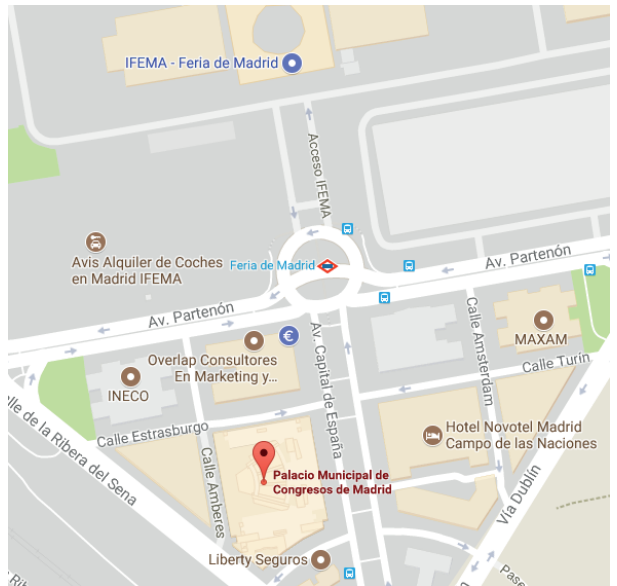 IFEMA - Feria de Madrid
Acceso IFEMA
Avis Alquiler de Coches
en Madrid IFEMA
Feria de Madrid
Av. Partenón
Av. Partenón
€
MAXAM
Overlap Consultores
En Marketing y...
INECO
Av. Capital de España
Calle Amsterdam
Calle Turín
lle de la Ribera del Sena
Calle Estrasburgo
Calle Amberes
Hotel Novotel Madrid
Campo de las Naciones
Palacio Municipal de
Congresos de Madrid
Vía Dublín
Liberty Seguros